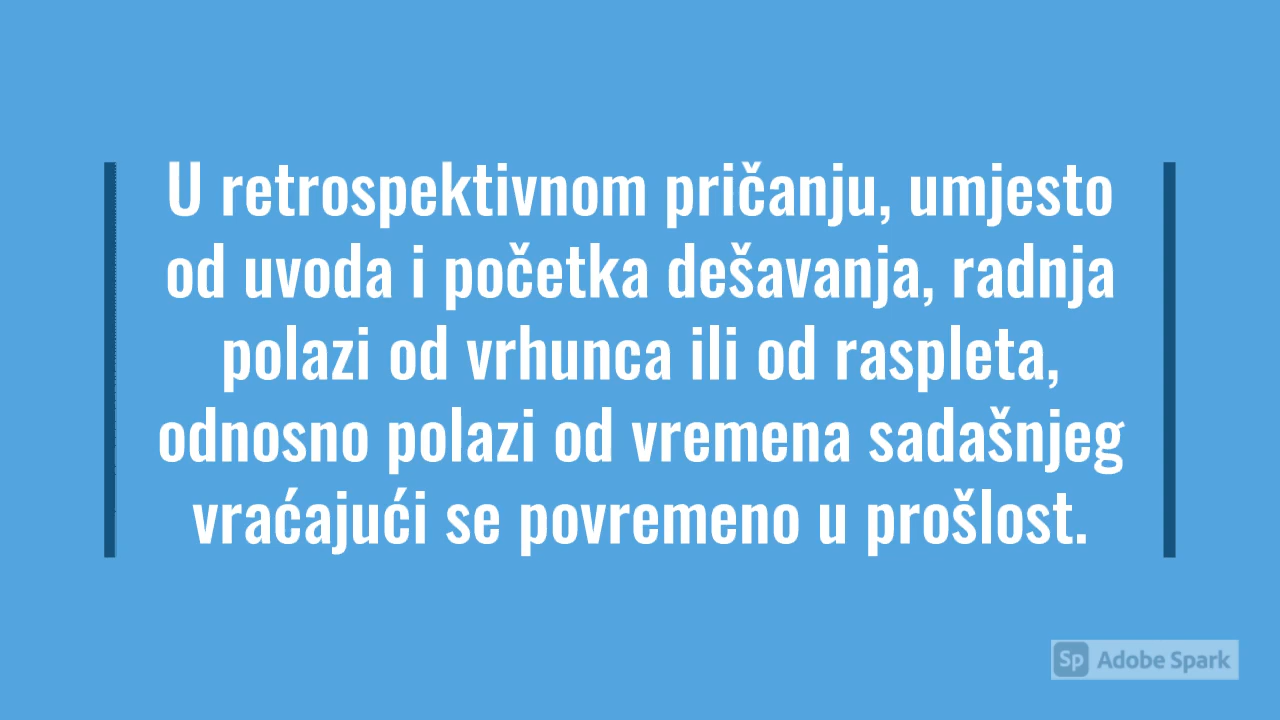 U retrospektivnom pričanju, umjesto
od uvoda i početka dešavanja, radnja
polazi od vrhunca ili od raspleta,
odnosno polazi od vremena sadašnjeg
vraćajući se povremeno u prošlost.
Sp Adobe Spark